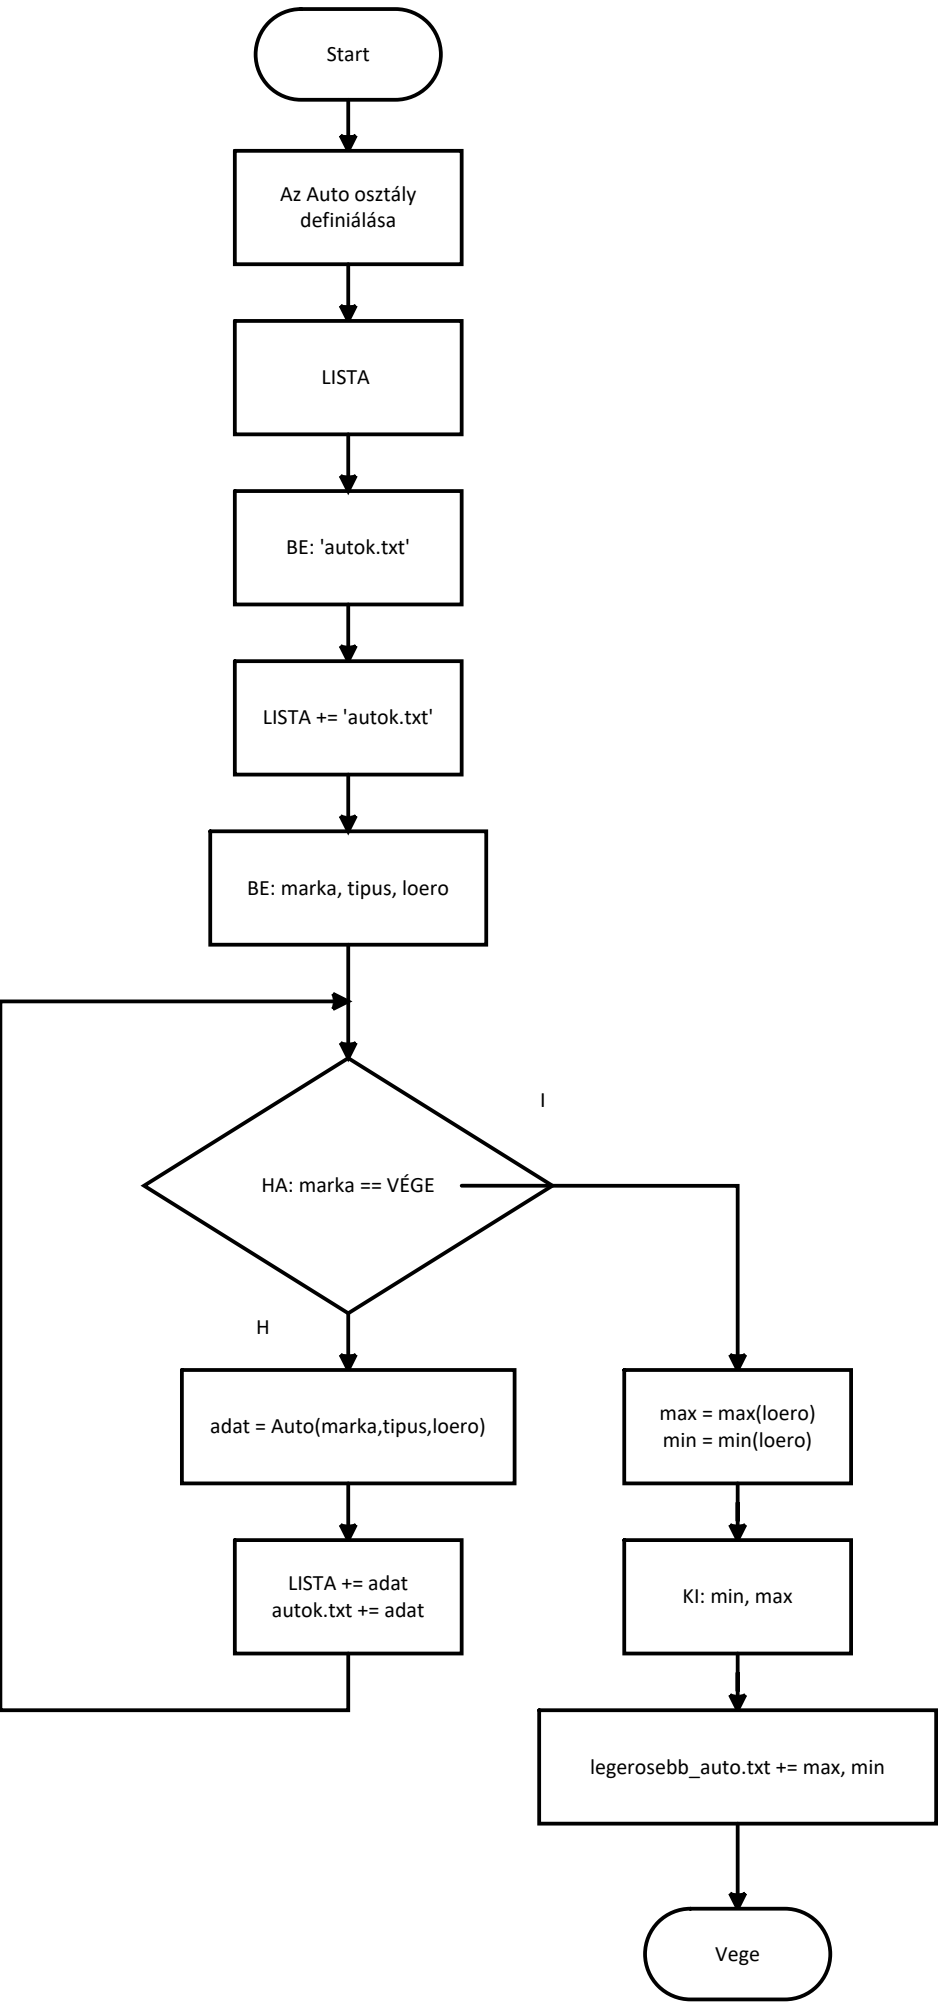 Start
Az Auto osztály
definiálása
LISTA
BE: 'autok.txt'
LISTA += 'autok.txt'
BE: marka, tipus, loero
I
HA: marka == VÉGE
H
adat = Auto(marka,tipus,loero)
max = max(loero)
min = min(loero)
LISTA += adat
autok.txt += adat
KI: min, max
legerosebb_auto.txt += max, min
Vege